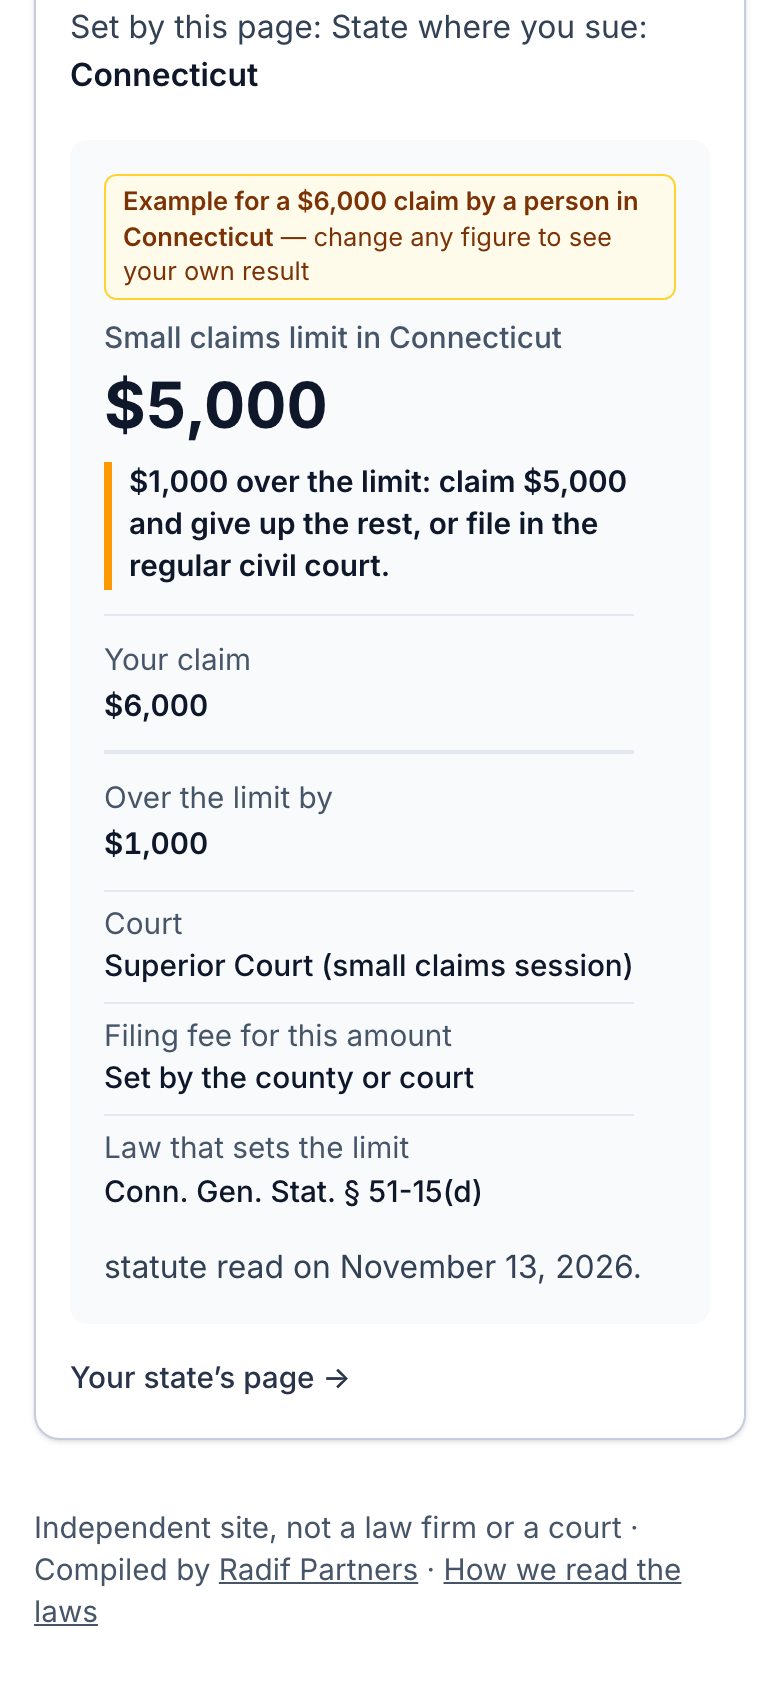 Set by this page: State where you sue:
Connecticut
Example for a $6,000 claim by a person in
Connecticut — change any figure to see
your own result
Small claims limit in Connecticut
$5,000
$1,000 over the limit: claim $5,000
and give up the rest, or file in the
regular civil court.
Your claim
$6,000
Over the limit by
$1,000
Court
Superior Court (small claims session)
Filing fee for this amount
Set by the county or court
Law that sets the limit
Conn. Gen. Stat. § 51-15(d)
statute read on November 13, 2026.
Your state’s page →
Independent site, not a law firm or a court ·
Compiled by Radif Partners · How we read the
laws